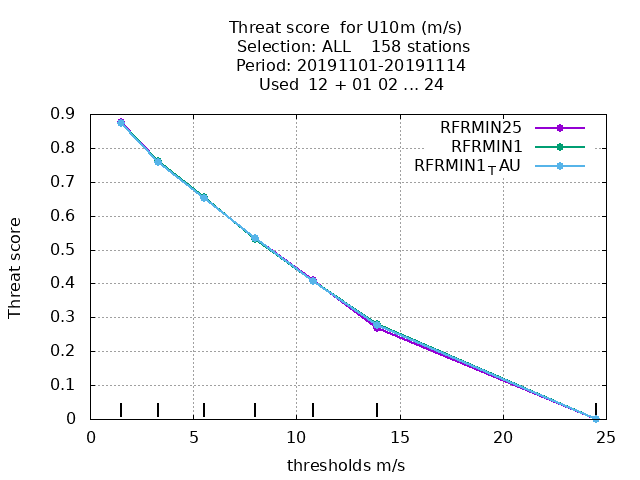 Threat score  for U10m (m/s)
Selection: ALL    158 stations
Period: 20191101-20191114
Used  12 + 01 02 ... 24
RFRMIN25
RFRMIN1
RFRMIN1TAU
0.9
0.8
0.7
0.6
0.5
0.4
0.3
0.2
0.1
0
Threat score
0 5 10 15 20 25
thresholds m/s